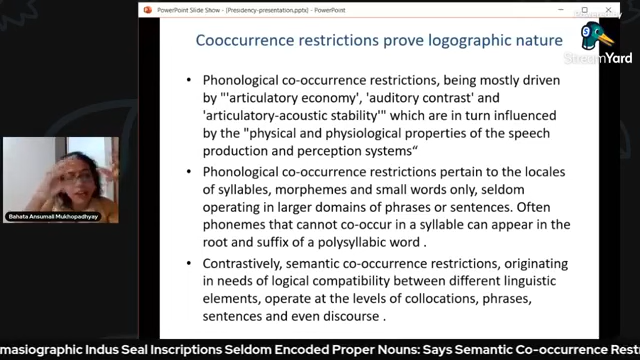 PowerPoint Slide Show - [Presidency-presentation.pptx] - PowerPoint
StreamYard
Cooccurrence restrictions prove logographic nature
• Phonological co-occurrence restrictions, being mostly driven
by "'articulatory economy', 'auditory contrast' and
'articulatory-acoustic stability'" which are in turn influenced
by the "physical and physiological properties of the speech
production and perception systems“
• Phonological co-occurrence restrictions pertain to the locales
of syllables, morphemes and small words only, seldom
operating in larger domains of phrases or sentences. Often
phonemes that cannot co-occur in a syllable can appear in the
root and suffix of a polysyllabic word .
• Contrastively, semantic co-occurrence restrictions, originating
in needs of logical compatibility between different linguistic
elements, operate at the levels of collocations, phrases,
sentences and even discourse .
Bahata Ansumali Mukhopadhyay
masiographic Indus Seal Inscriptions Seldom Encoded Proper Nouns: Says Semantic Co-occurrence Rest